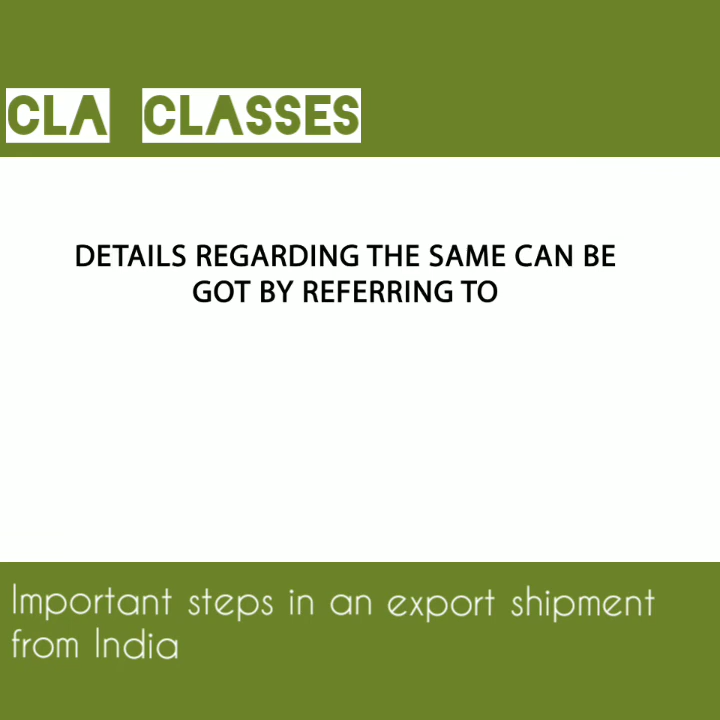 CLA CLASSES
DETAILS REGARDING THE SAME CAN BE
GOT BY REFERRING TO
Important steps in an export shipment
from India